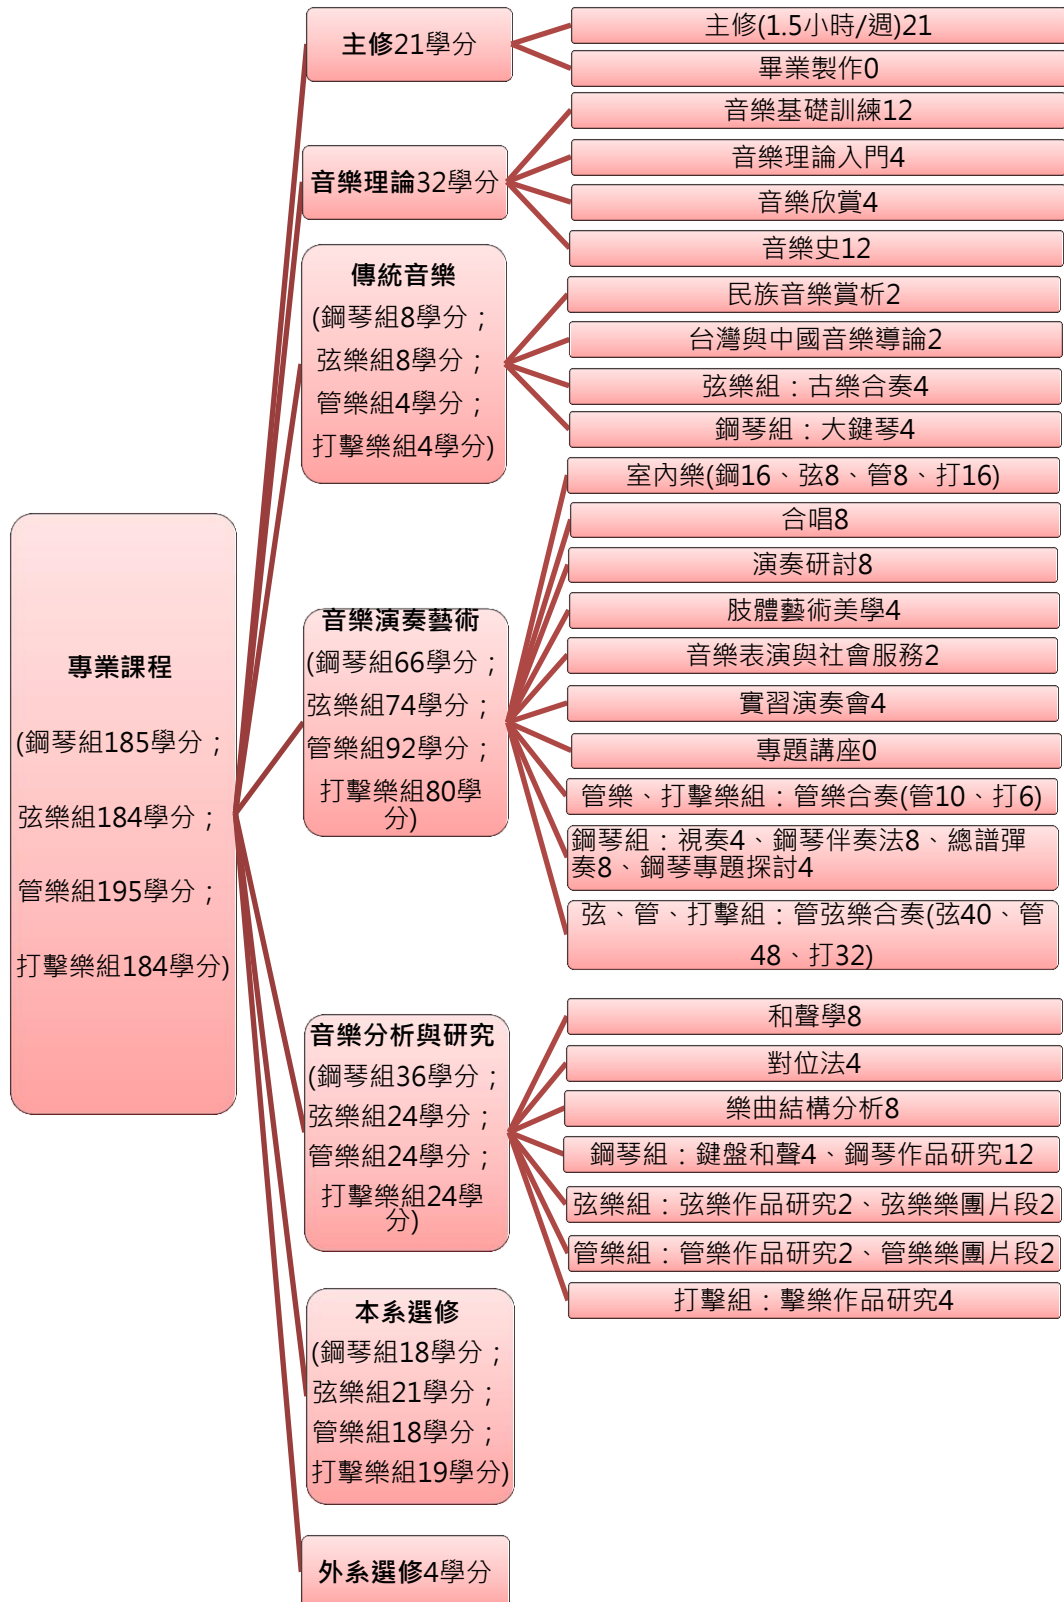 專業課程
(鋼琴組185學分；
弦樂組184學分；
管樂組195學分；
打擊樂組184學分)
主修21學分
主修(1.5小時/週)21
畢業製作0
音樂理論32學分
音樂基礎訓練12
音樂理論入門4
音樂欣賞4
音樂史12
傳統音樂
(鋼琴組8學分；
弦樂組8學分；
管樂組4學分；
打擊樂組4學分)
民族音樂賞析2
台灣與中國音樂導論2
弦樂組：古樂合奏4
鋼琴組：大鍵琴4
音樂演奏藝術
(鋼琴組66學分；
弦樂組74學分；
管樂組92學分；
打擊樂組80學
分)
室內樂(鋼16、弦8、管8、打16)
合唱8
演奏研討8
肢體藝術美學4
音樂表演與社會服務2
實習演奏會4
專題講座0
管樂、打擊樂組：管樂合奏(管10、打6)
鋼琴組：視奏4、鋼琴伴奏法8、總譜彈
奏8、鋼琴專題探討4
弦、管、打擊組：管弦樂合奏(弦40、管
48、打32)
音樂分析與研究
(鋼琴組36學分；
弦樂組24學分；
管樂組24學分；
打擊樂組24學
分)
和聲學8
對位法4
樂曲結構分析8
鋼琴組：鍵盤和聲4、鋼琴作品研究12
弦樂組：弦樂作品研究2、弦樂樂團片段2
管樂組：管樂作品研究2、管樂樂團片段2
打擊組：擊樂作品研究4
本系選修
(鋼琴組18學分；
弦樂組21學分；
管樂組18學分；
打擊樂組19學分)
外系選修4學分